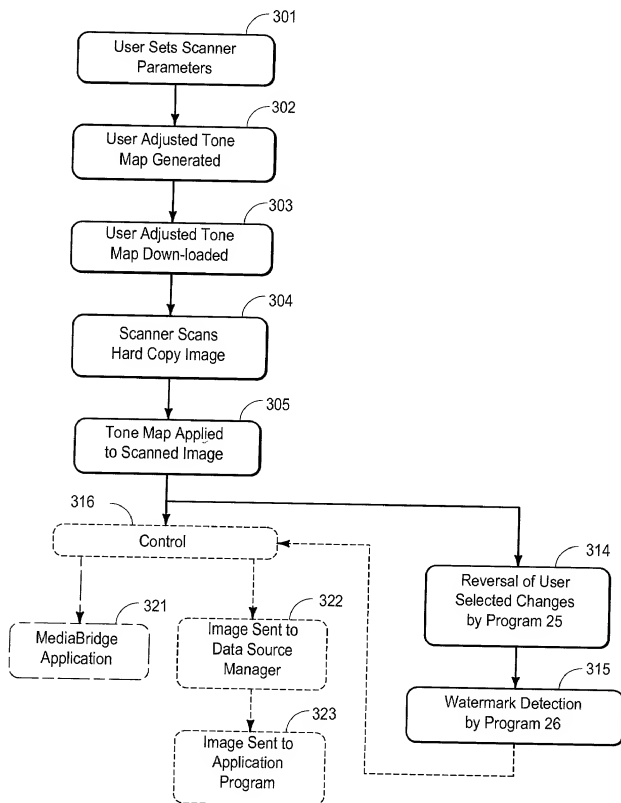 301
User Sets Scanner
Parameters
302
User Adjusted Tone
Map Generated
303
User Adjusted Tone
Map Down-loaded
304
Scanner Scans
Hard Copy Image
305
Tone Map Applied
to Scanned Image
316
Control
314
Reversal of User
Selected Changes
by Program 25
321
MediaBridge
Application
322
Image Sent to
Data Source
Manager
315
Watermark Detection
by Program 26
323
Image Sent to
Application
Program